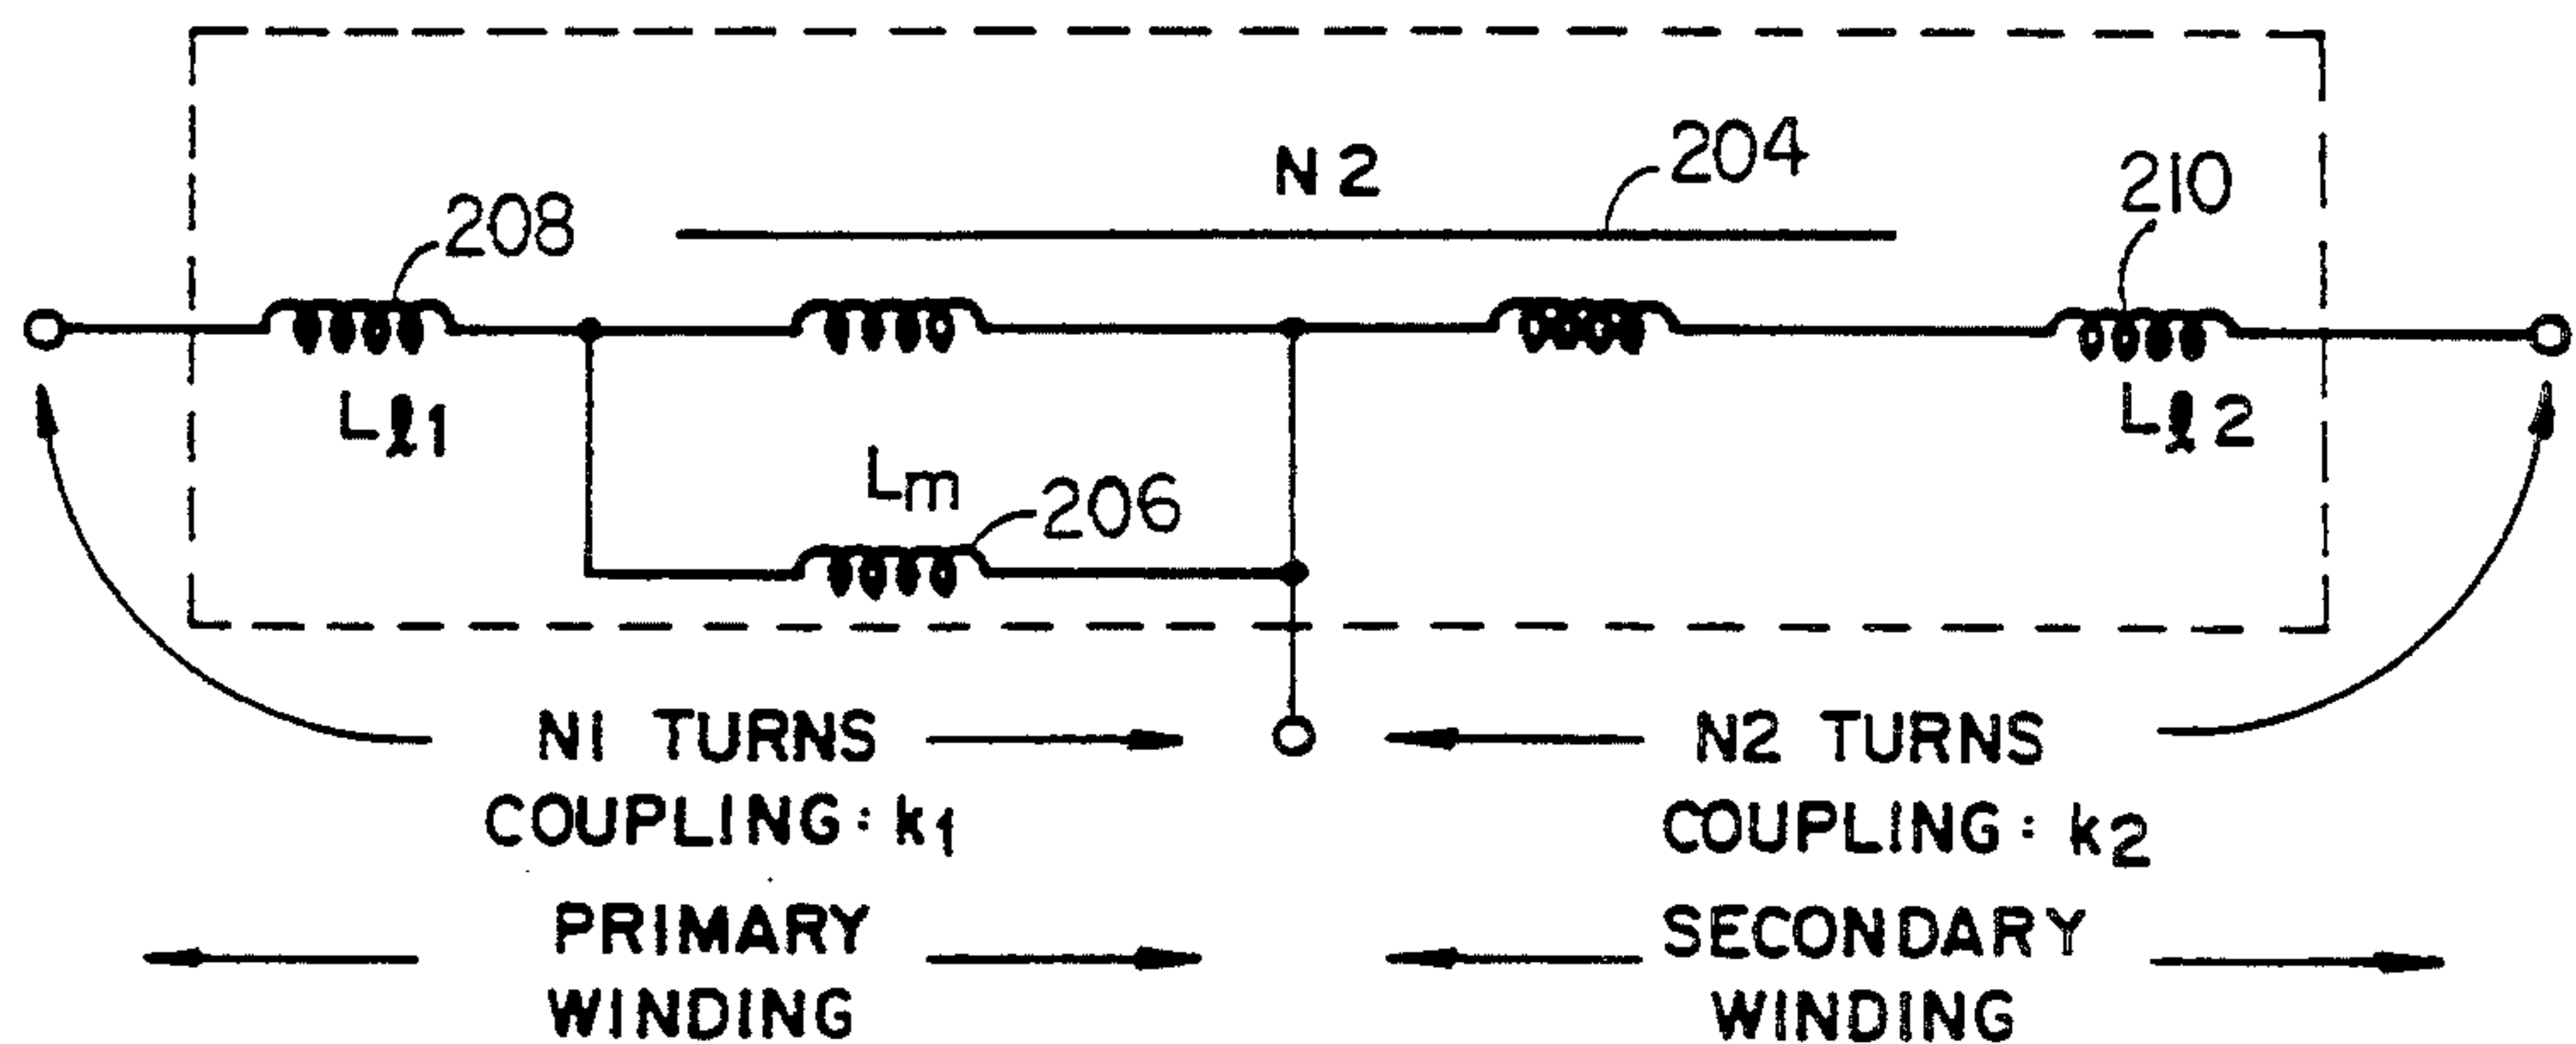 N2
204
208
210
Lℓ1
Lℓ2
Lm
206
N1 TURNS
COUPLING: k1
N2 TURNS
COUPLING: k2
PRIMARY
WINDING
SECONDARY
WINDING